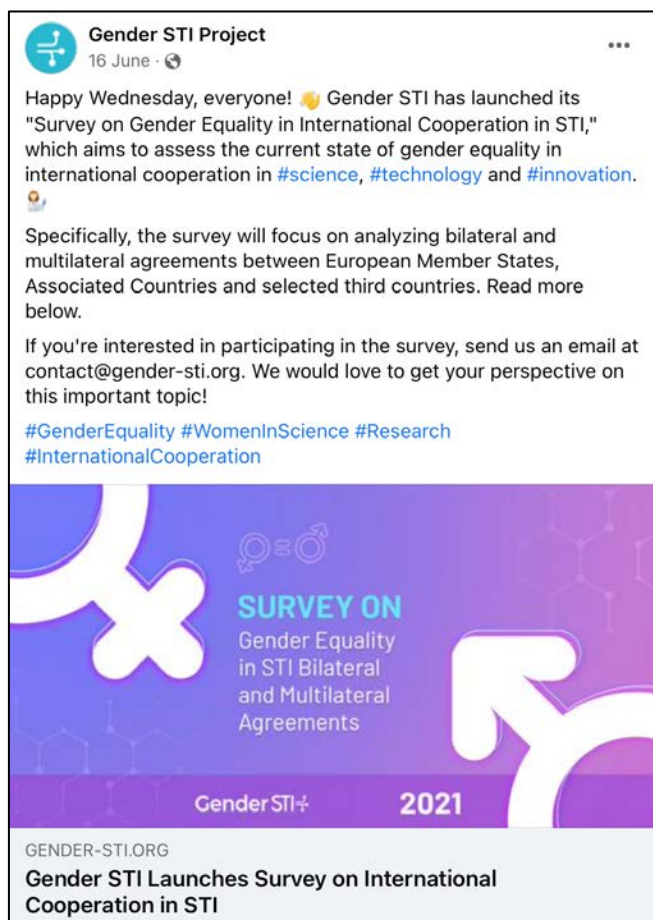 Gender STI Project
16 June ·
Happy Wednesday, everyone! 👋 Gender STI has launched its
"Survey on Gender Equality in International Cooperation in STI,"
which aims to assess the current state of gender equality in
international cooperation in #science, #technology and #innovation.
👩‍🔬
Specifically, the survey will focus on analyzing bilateral and
multilateral agreements between European Member States,
Associated Countries and selected third countries. Read more
below.
If you're interested in participating in the survey, send us an email at
contact@gender-sti.org. We would love to get your perspective on
this important topic!
#GenderEquality #WomenInScience #Research
#InternationalCooperation
SURVEY ON
Gender Equality
in STI Bilateral
and Multilateral
Agreements
Gender STI
2021
GENDER-STI.ORG
Gender STI Launches Survey on International
Cooperation in STI